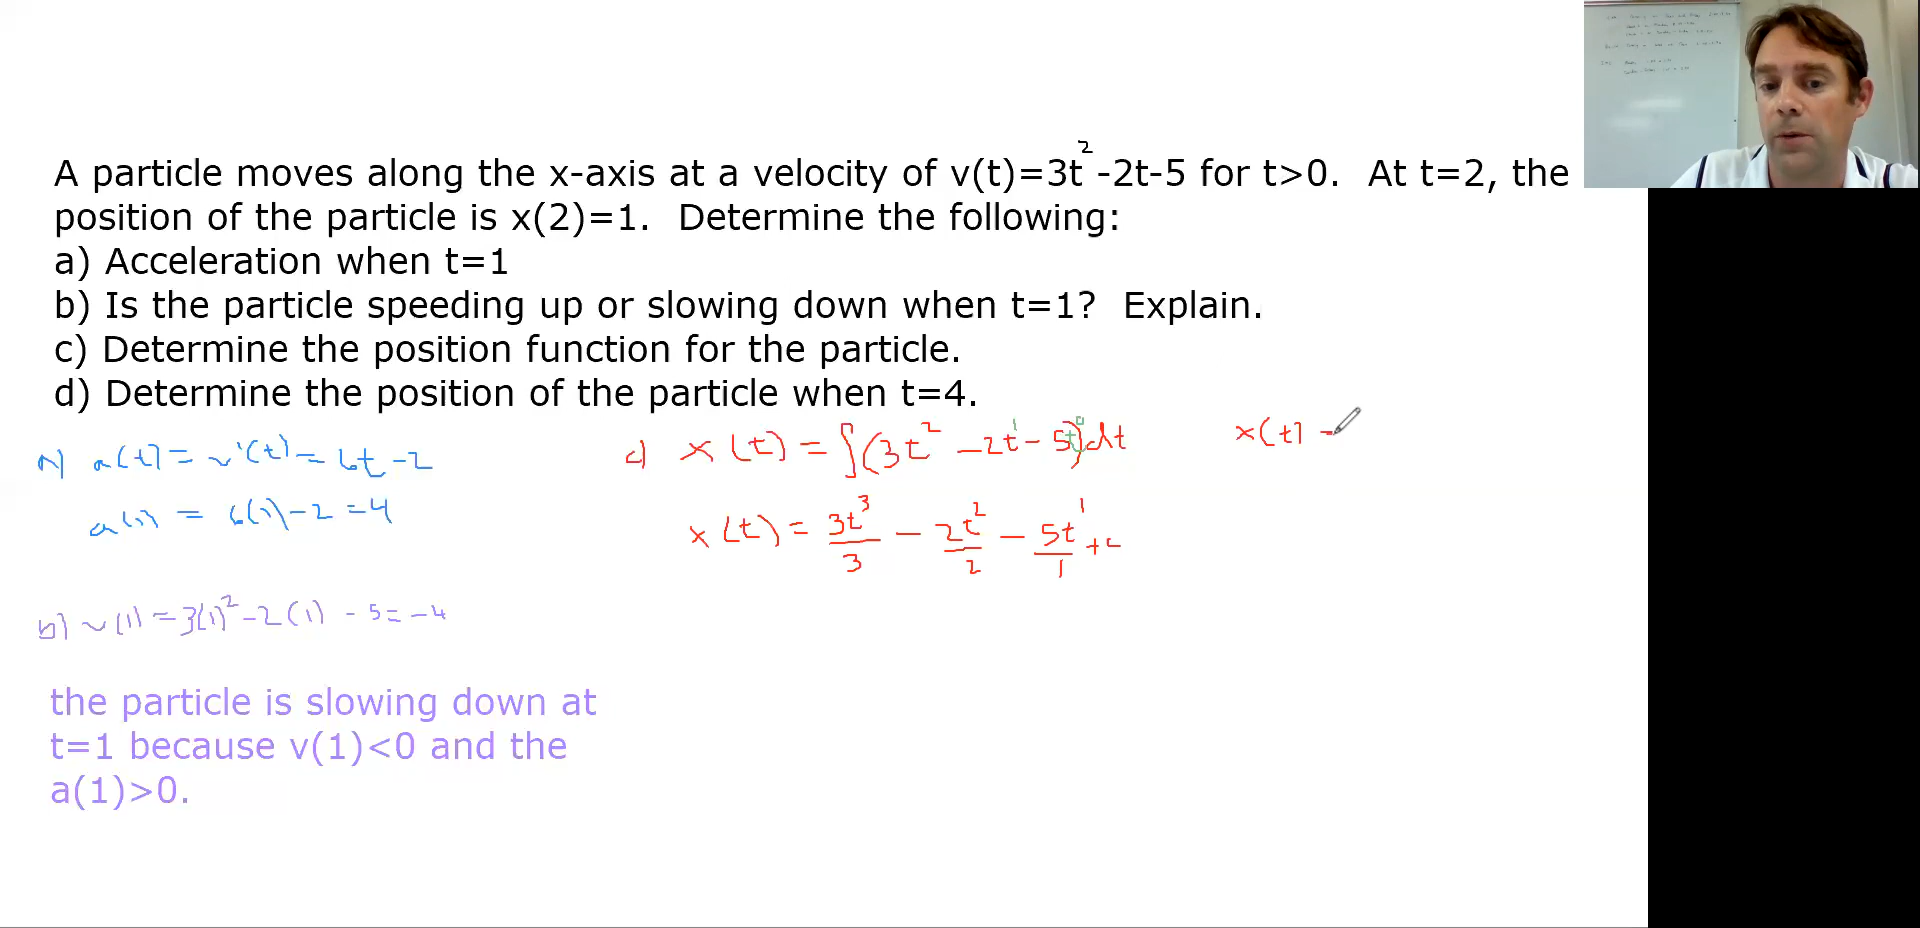 A particle moves along the x-axis at a velocity of v(t)=3t² -2t-5 for t>0. At t=2, the
position of the particle is x(2)=1. Determine the following:
a) Acceleration when t=1
b) Is the particle speeding up or slowing down when t=1? Explain.
c) Determine the position function for the particle.
d) Determine the position of the particle when t=4.
a) a(t) = v'(t) = 6t - 2
a(1) = 6(1) - 2 = 4
b) v(1) = 3(1)² - 2(1) - 5 = -4
the particle is slowing down at
t=1 because v(1)<0 and the
a(1)>0.
c) x(t) = ∫(3t² - 2t¹ - 5t⁰)dt
x(t) = 3t³/3 - 2t²/2 - 5t¹/1 + c
x(t) -